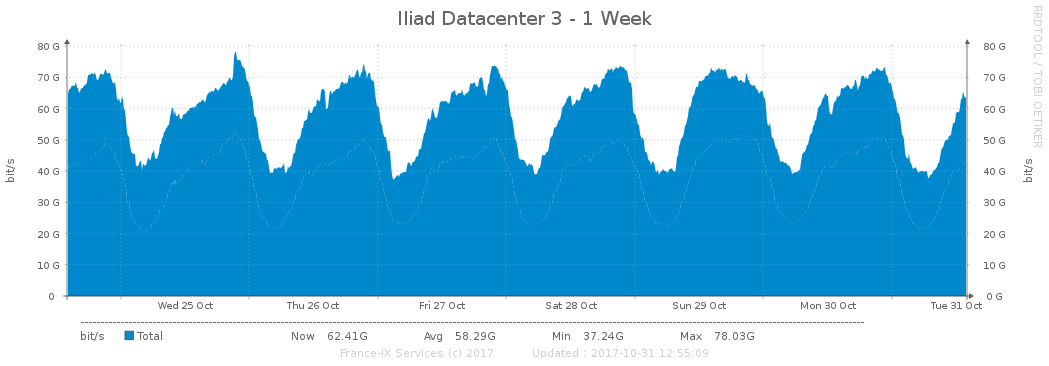 Iliad Datacenter 3 - 1 Week
RRDTOOL / TOBI OETIKER
80 G 80 G
70 G 70 G
60 G 60 G
50 G 50 G
40 G 40 G
30 G 30 G
20 G 20 G
10 G 10 G
0 0 G
bit/s bit/s
Wed 25 Oct Thu 26 Oct Fri 27 Oct Sat 28 Oct Sun 29 Oct Mon 30 Oct Tue 31 Oct
bit/s Total Now 62.41G Avg 58.29G Min 37.24G Max 78.03G
France-IX Services (c) 2017 Updated : 2017-10-31 12:55:09